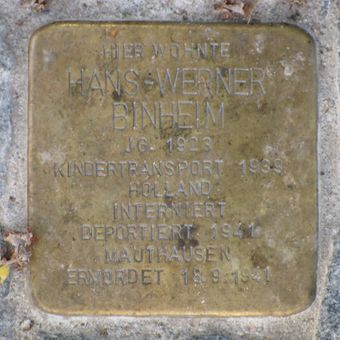 HIER WOHNTE
HANS-WERNER
BINHEIM
JG. 1923
KINDERTRANSPORT 1939
HOLLAND
INTERNIERT
DEPORTIERT 1941
MAUTHAUSEN
ERMORDET 18.9.1941